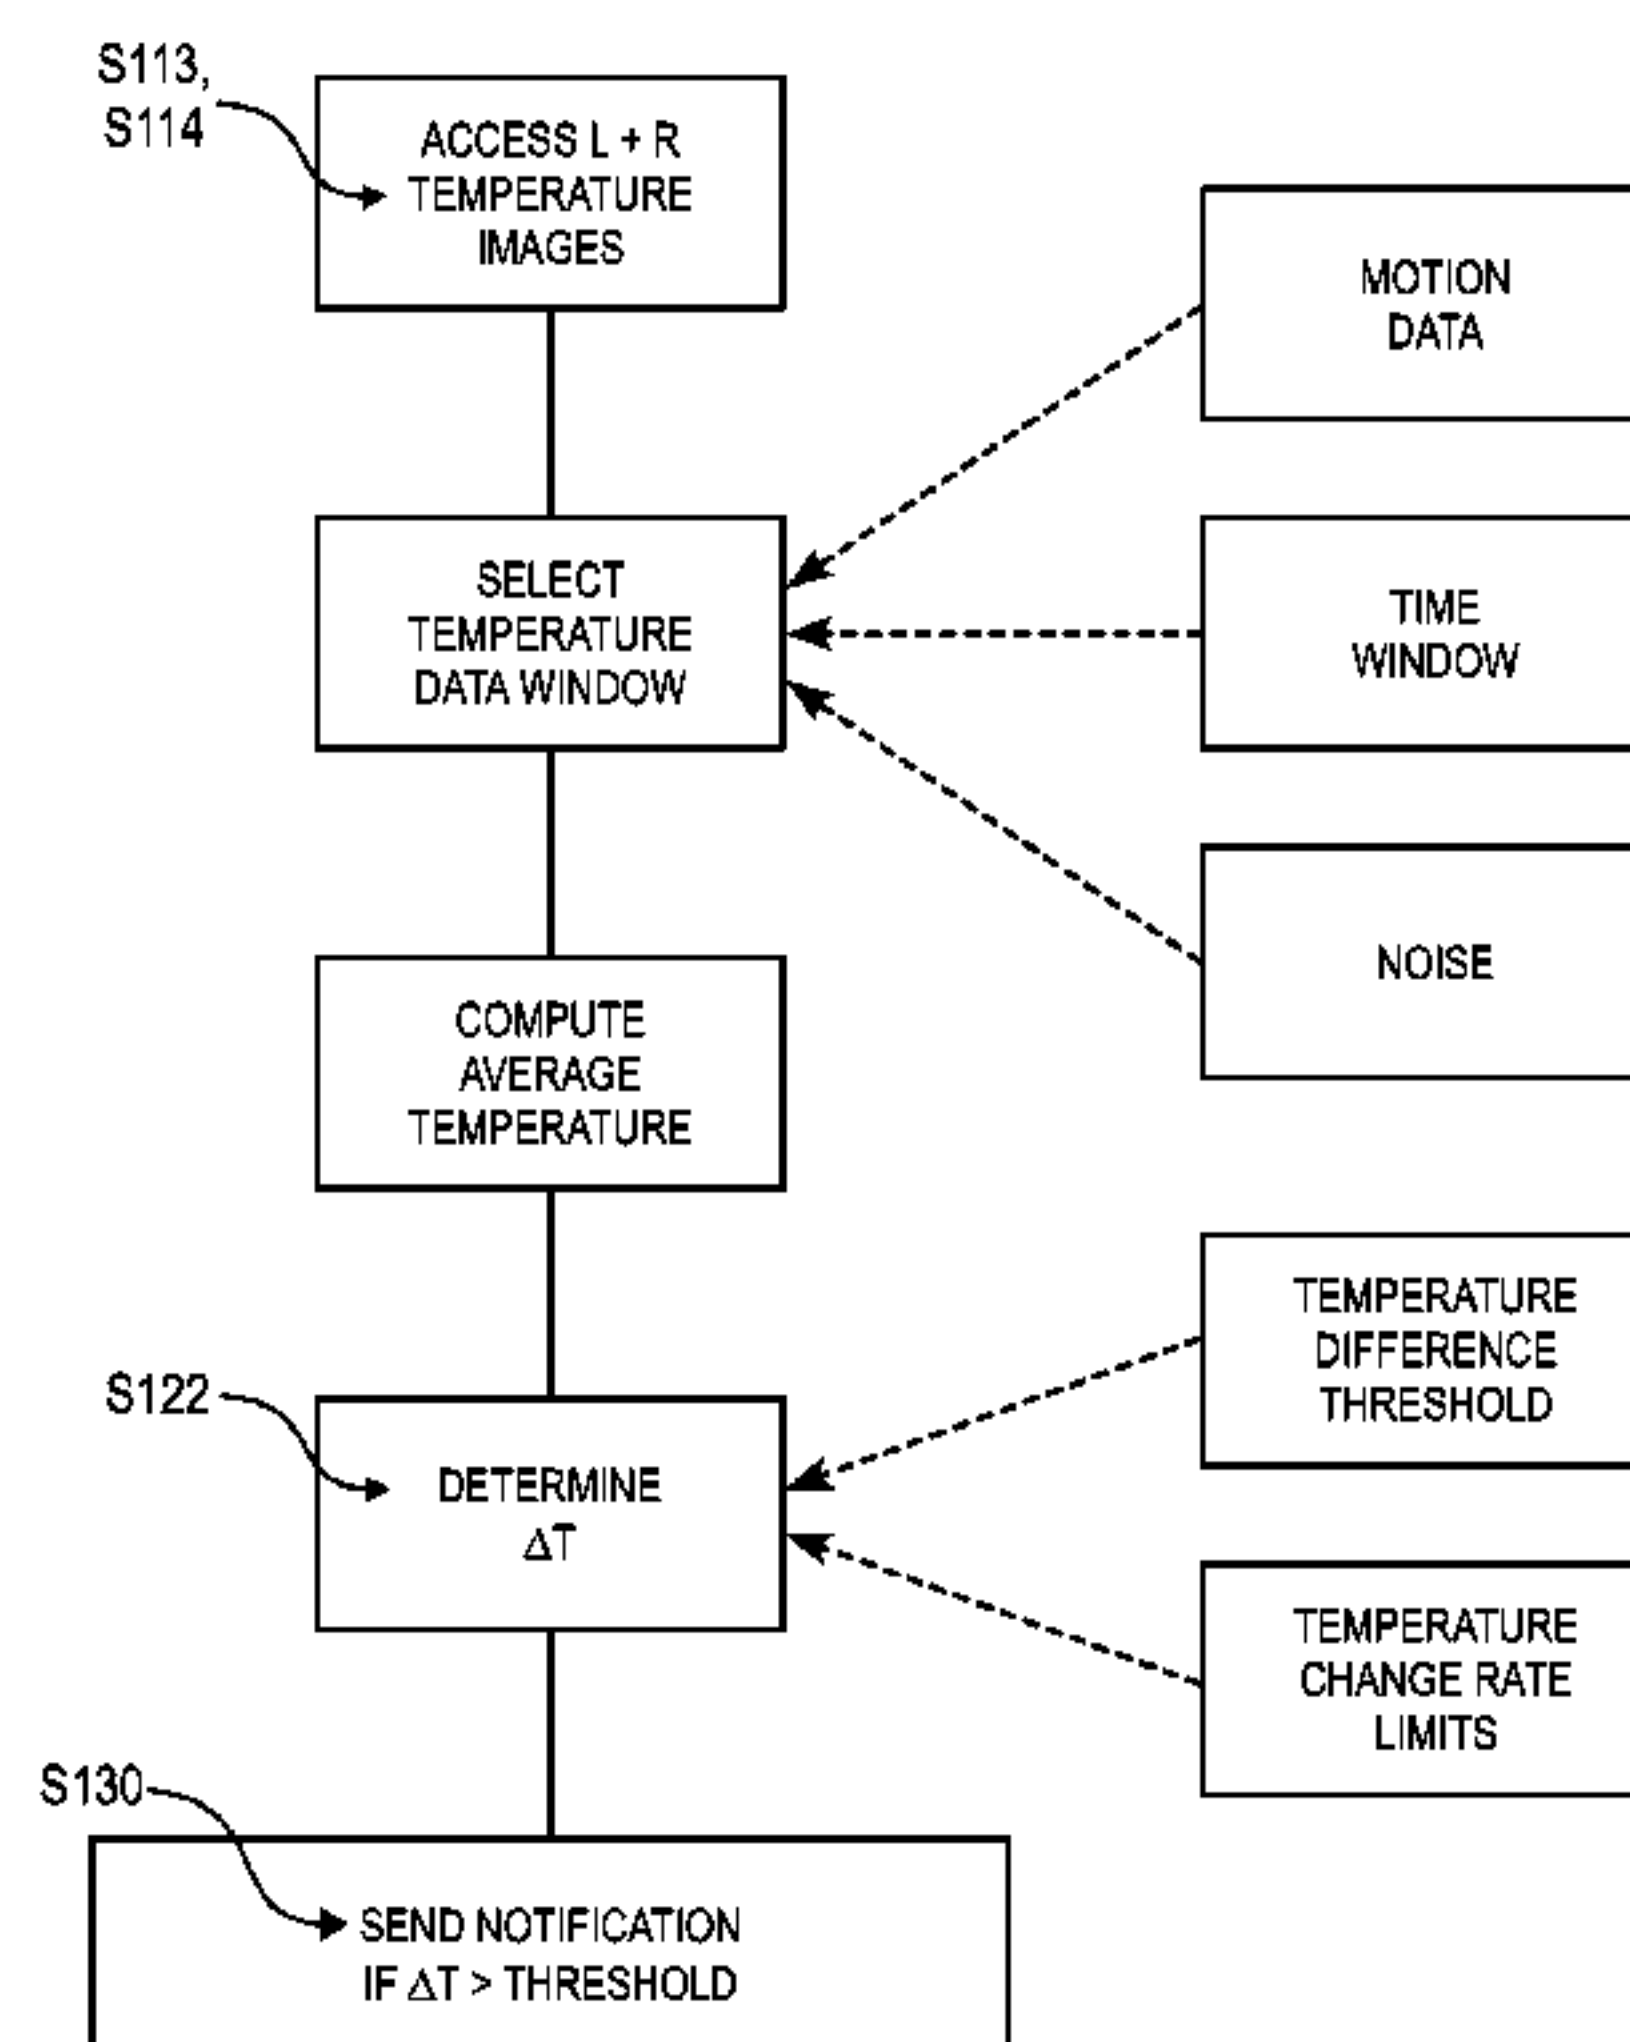 S113,
S114
ACCESS L + R
TEMPERATURE
IMAGES
MOTION
DATA
SELECT
TEMPERATURE
DATA WINDOW
TIME
WINDOW
NOISE
COMPUTE
AVERAGE
TEMPERATURE
TEMPERATURE
DIFFERENCE
THRESHOLD
S122
DETERMINE
ΔT
TEMPERATURE
CHANGE RATE
LIMITS
S130
SEND NOTIFICATION
IF ΔT > THRESHOLD